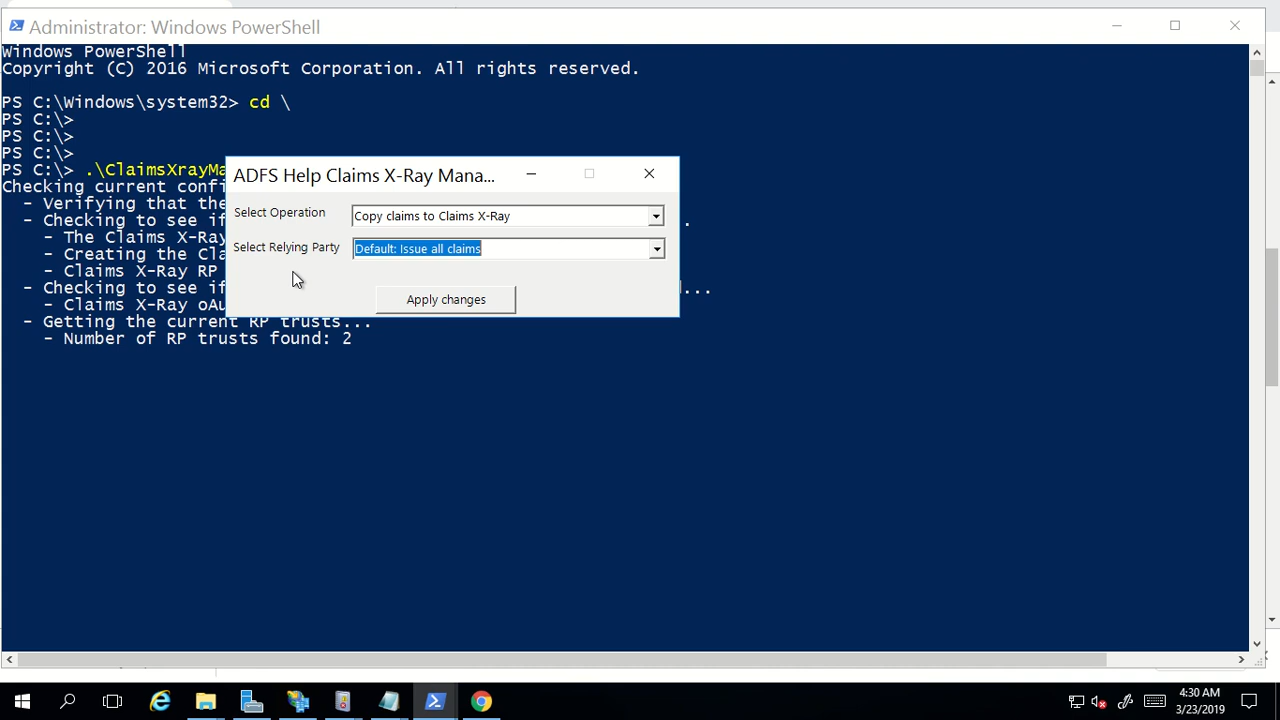 Administrator: Windows PowerShell
Windows PowerShell
Copyright (C) 2016 Microsoft Corporation. All rights reserved.
PS C:\Windows\system32> cd \
PS C:\>
PS C:\>
PS C:\>
PS C:\> .\ClaimsXrayMa
Checking current confi
- Verifying that the
- Checking to see if
.
- The Claims X-Ray
- Creating the Cla
- Claims X-Ray RP
- Checking to see if
...
- Claims X-Ray oAu
- Getting the current RP trusts...
- Number of RP trusts found: 2
ADFS Help Claims X-Ray Mana...
Select Operation
Copy claims to Claims X-Ray
Select Relying Party
Default: Issue all claims
Apply changes
4:30 AM
3/23/2019